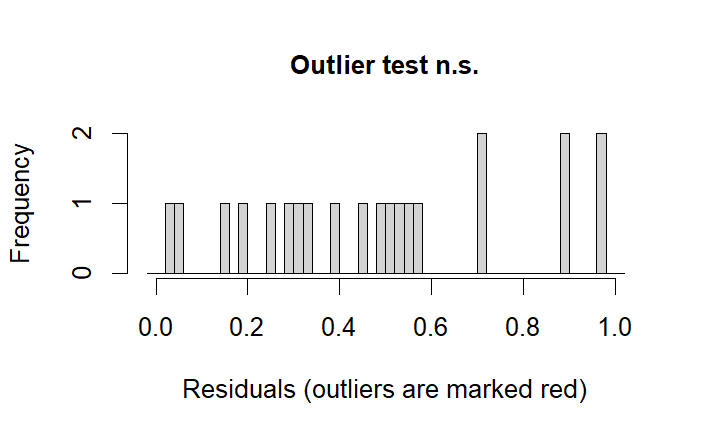 Outlier test n.s.
Frequency
2
1
0
0.0 0.2 0.4 0.6 0.8 1.0
Residuals (outliers are marked red)